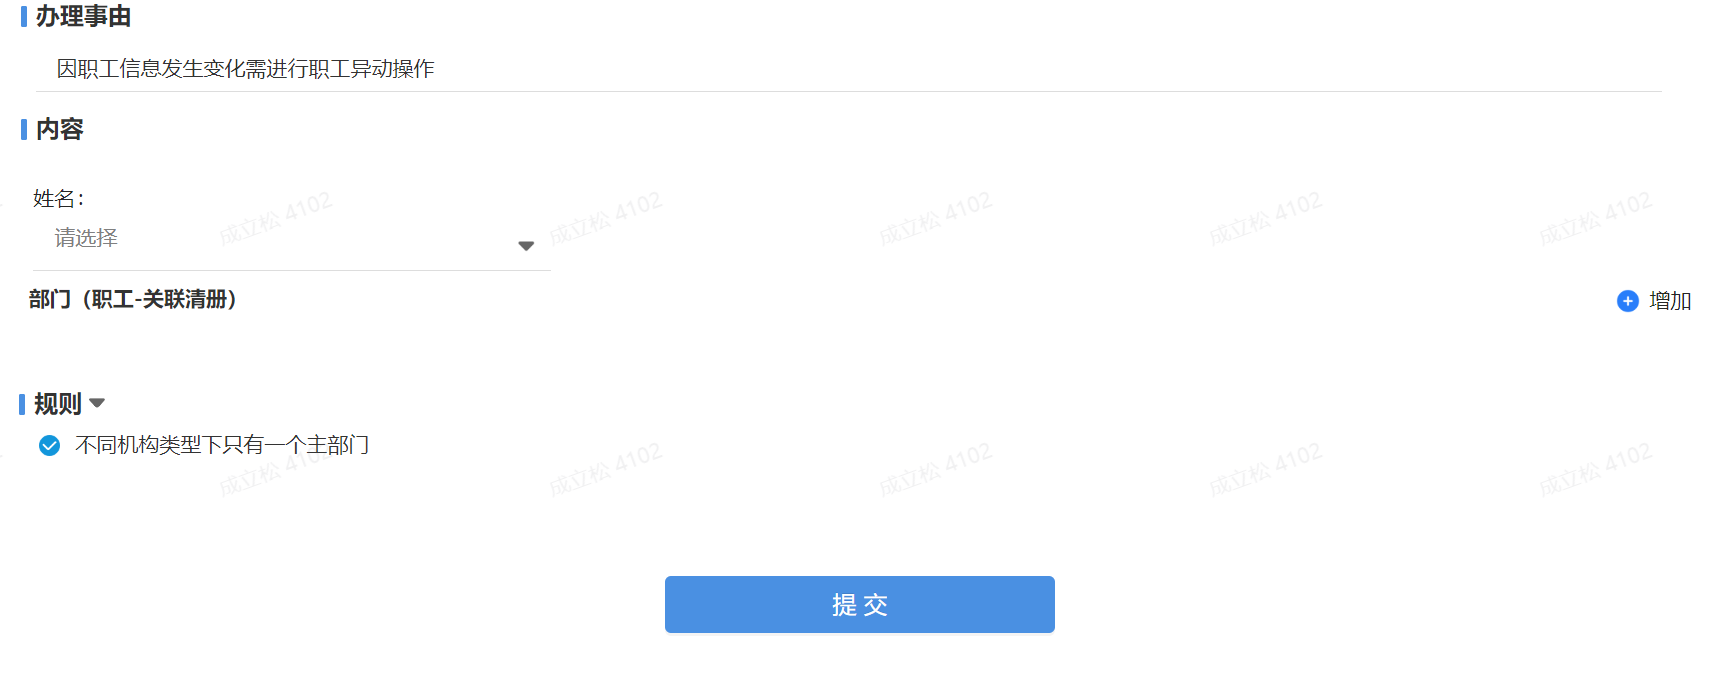 办理事由
因职工信息发生变化需进行职工异动操作
内容
姓名：
请选择
成立松 4102 成立松 4102 成立松 4102 成立松 4102 成立松 4102
部门（职工-关联清册）
增加
规则
不同机构类型下只有一个主部门
成立松 4102 成立松 4102 成立松 4102 成立松 4102 成立松 4102
提交